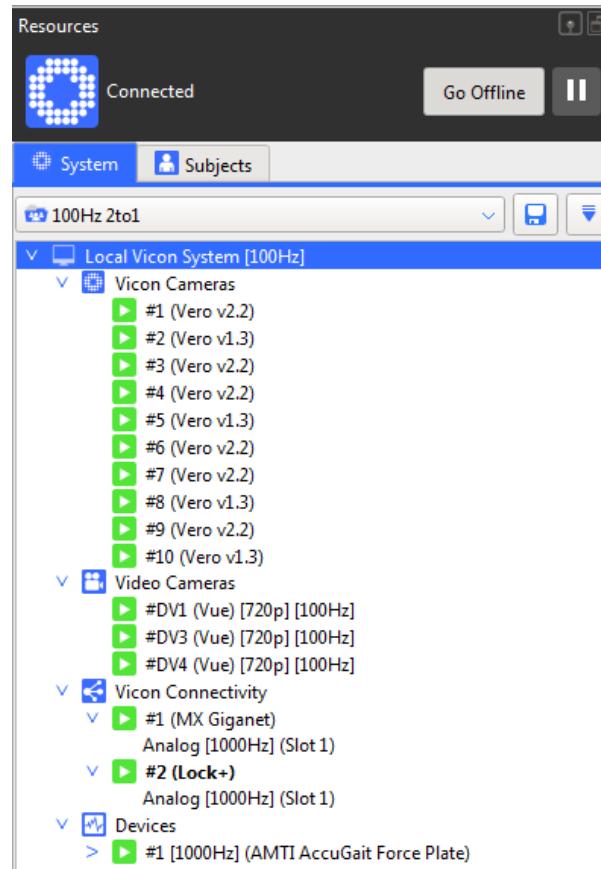 Resources
Connected
Go Offline
System
Subjects
100Hz 2to1
Local Vicon System [100Hz]
Vicon Cameras
#1 (Vero v2.2)
#2 (Vero v1.3)
#3 (Vero v2.2)
#4 (Vero v2.2)
#5 (Vero v1.3)
#6 (Vero v2.2)
#7 (Vero v2.2)
#8 (Vero v1.3)
#9 (Vero v2.2)
#10 (Vero v1.3)
Video Cameras
#DV1 (Vue) [720p] [100Hz]
#DV3 (Vue) [720p] [100Hz]
#DV4 (Vue) [720p] [100Hz]
Vicon Connectivity
#1 (MX Giganet)
Analog [1000Hz] (Slot 1)
#2 (Lock+)
Analog [1000Hz] (Slot 1)
Devices
#1 [1000Hz] (AMTI AccuGait Force Plate)